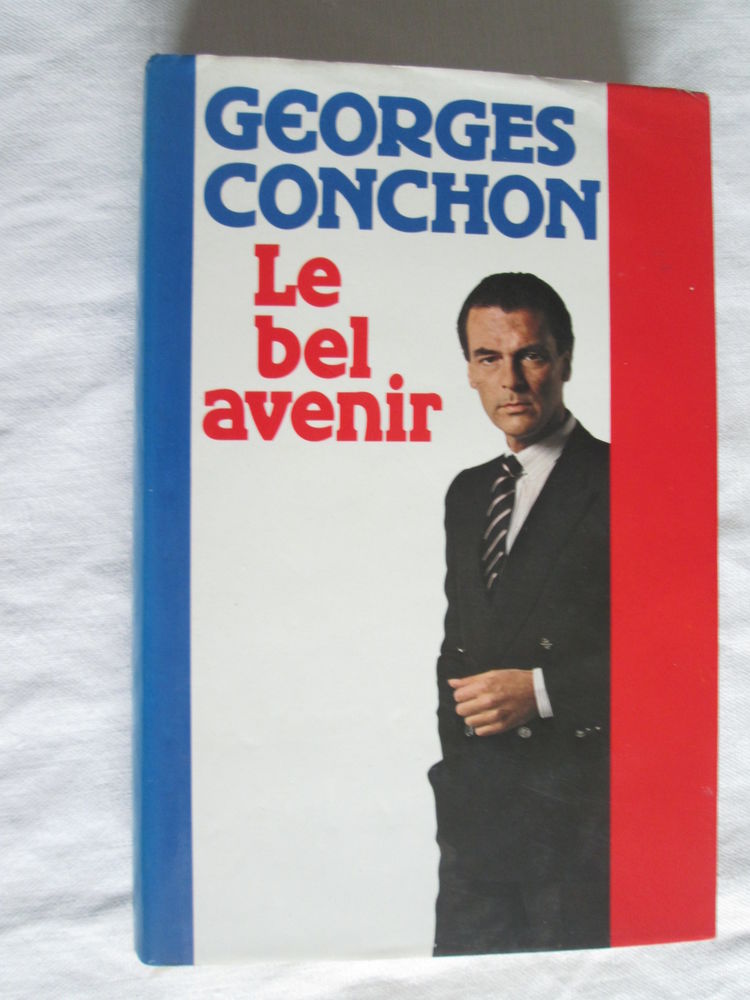 GEORGES
CONCHON
Le
bel
avenir